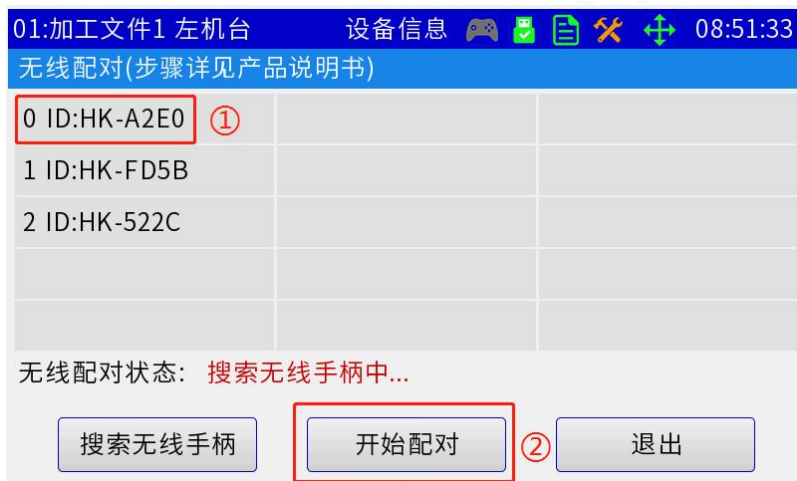 01:加工文件1 左机台 设备信息 08:51:33
无线配对(步骤详见产品说明书)
0 ID:HK-A2E0 ①
1 ID:HK-FD5B
2 ID:HK-522C
无线配对状态: 搜索无线手柄中...
搜索无线手柄 开始配对 ② 退出